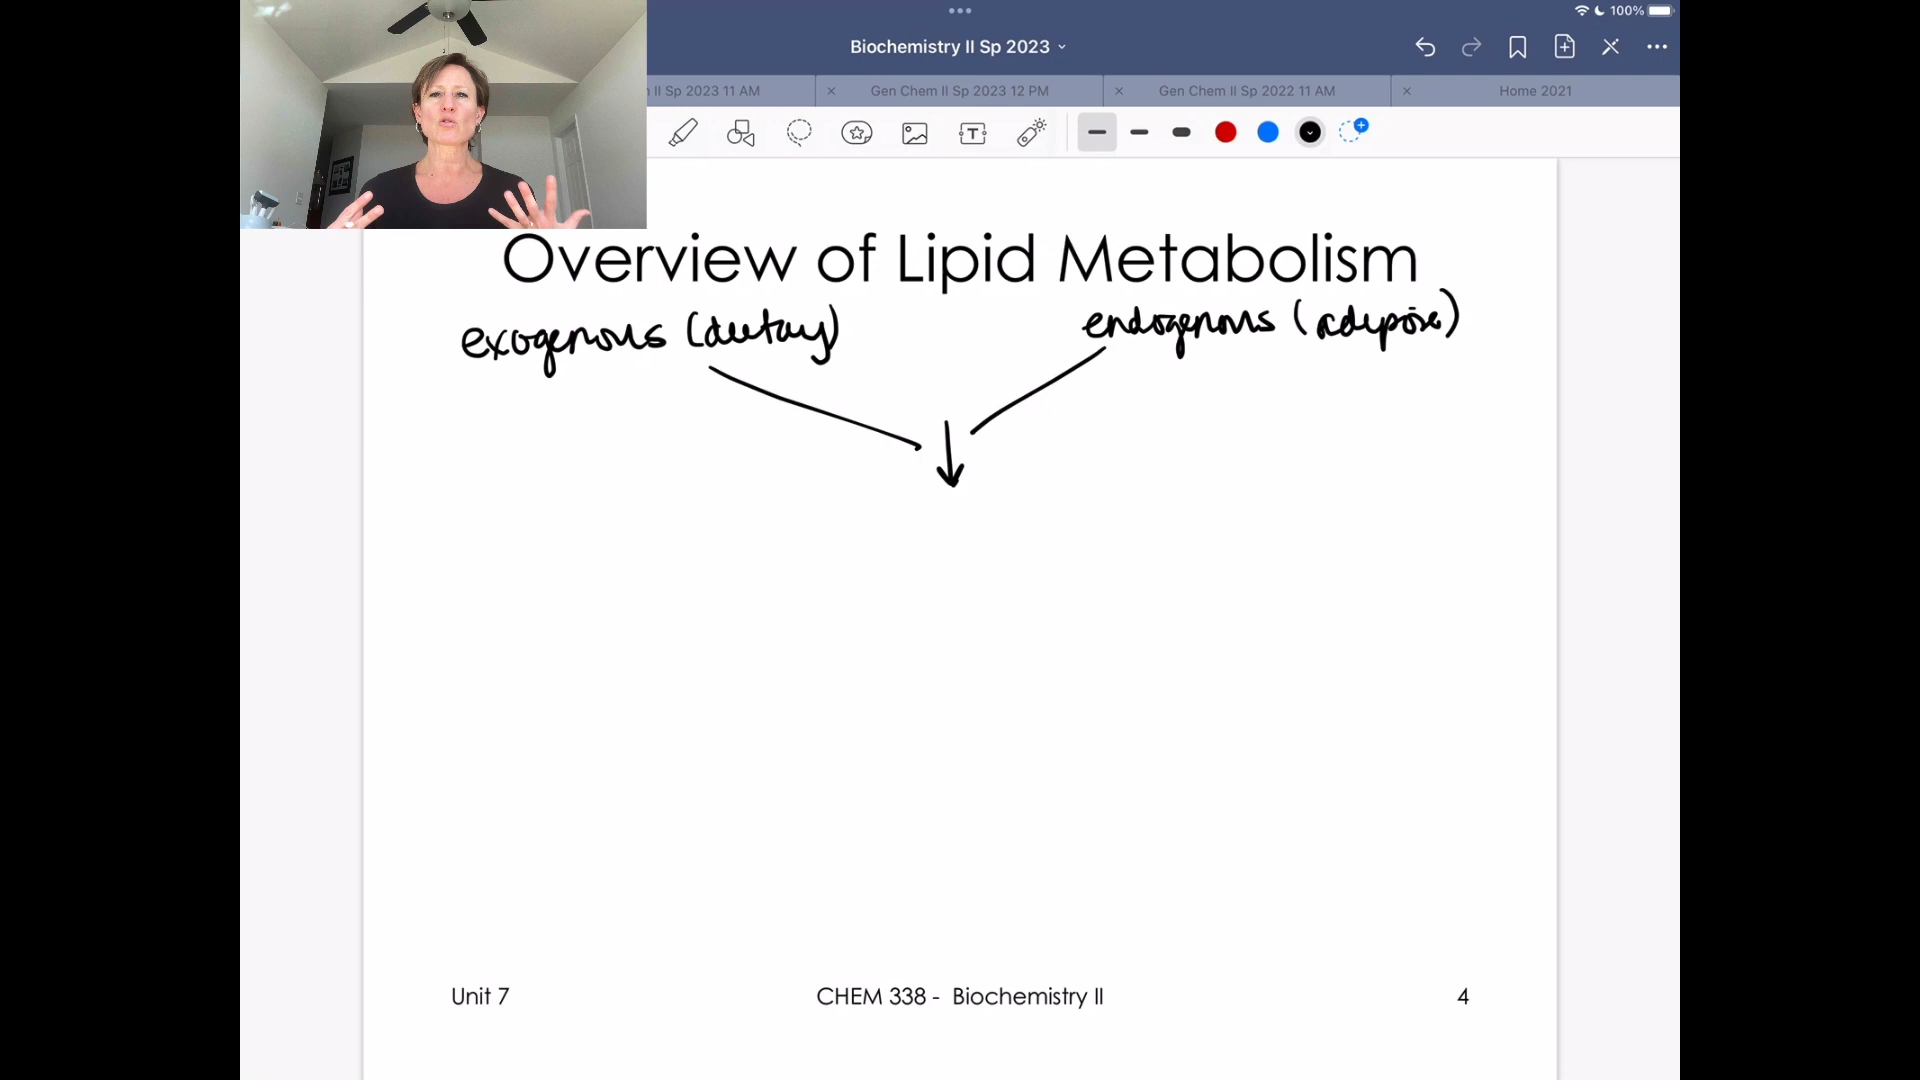 100%
Biochemistry II Sp 2023
II Sp 2023 11 AM
Gen Chem II Sp 2023 12 PM
Gen Chem II Sp 2022 11 AM
Home 2021
Overview of Lipid Metabolism
exogenous (dietary)
endogenous (adipose)
Unit 7
CHEM 338 - Biochemistry II
4